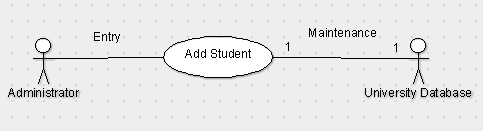 Entry
Maintenance
Add Student
1
1
Administrator
University Database